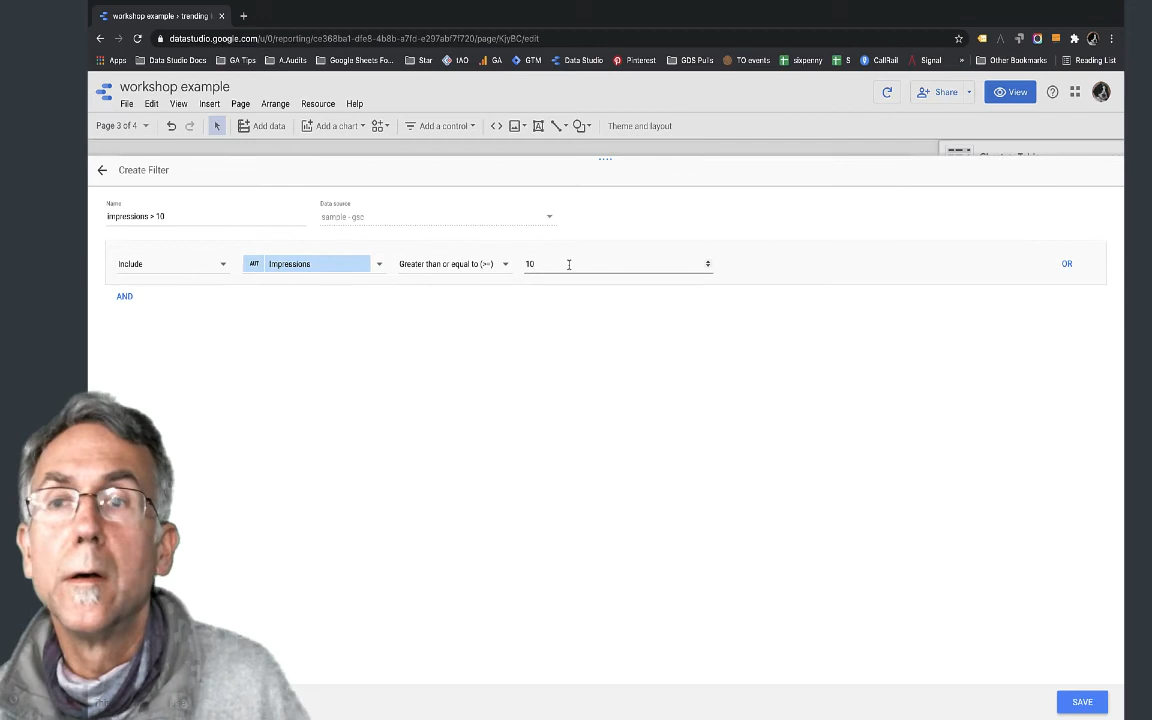 workshop example › trending
datastudio.google.com/u/0/reporting/ce368ba1-dfe8-4b8b-a7fd-e297abf7f720/page/KjyBC/edit
Apps Data Studio Docs GA Tips A.Audits Google Sheets Fo... Star tAO GA GTM Data Studio Pinterest GDS Pulls TO events sixpenny S CallRail Signal » Other Bookmarks Reading List
workshop example
File Edit View Insert Page Arrange Resource Help
Share View
Page 3 of 4 Add data Add a chart Add a control Theme and layout
Create Filter
Name Data source
impressions > 10 sample - gsc
Include AUT Impressions Greater than or equal to (>=) 10 OR
AND
SAVE